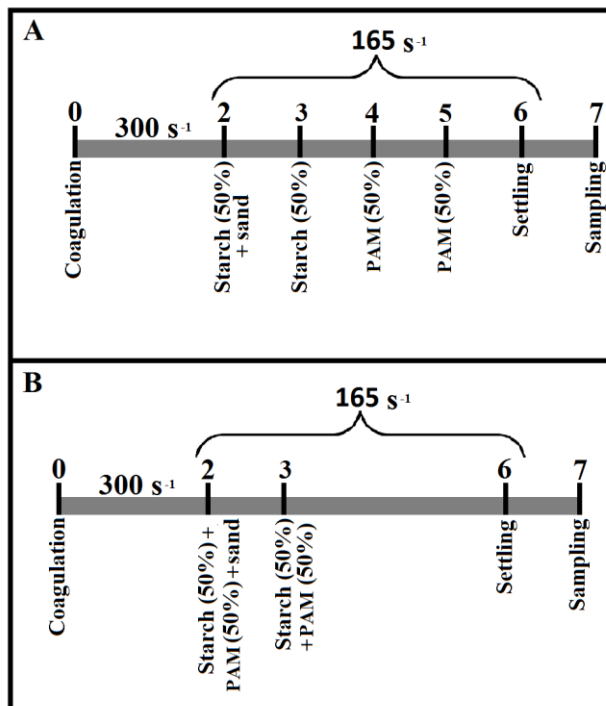 A
165 s-1
0 2 3 4 5 6 7
300 s-1
Coagulation
Starch (50%)
+ sand
Starch (50%)
PAM (50%)
PAM (50%)
Settling
Sampling
B
165 s-1
0 2 3 6 7
300 s-1
Coagulation
Starch (50%)+
PAM (50%)+sand
Starch (50%)
+PAM (50%)
Settling
Sampling